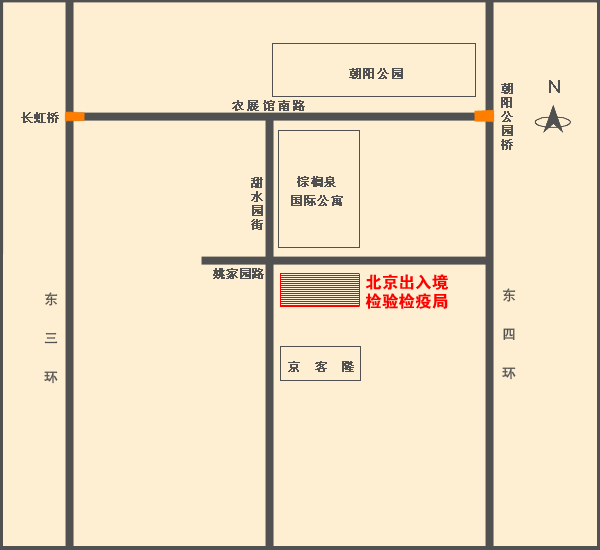 朝阳公园
N
朝阳公园桥
农展馆南路
长虹桥
甜水园街
棕榈泉
国际公寓
姚家园路
北京出入境
检验检疫局
东三环
东四环
京客隆